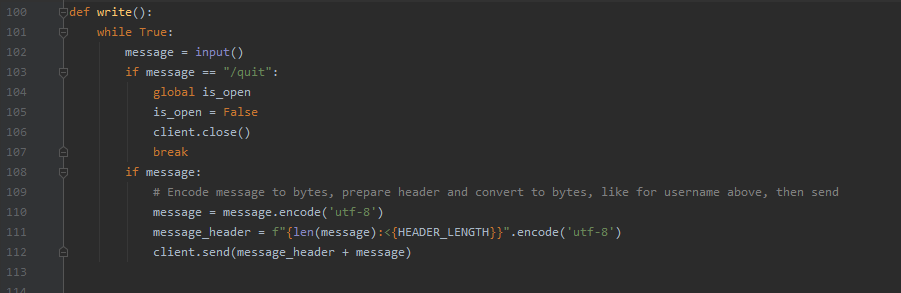 100 def write():
101     while True:
102         message = input()
103         if message == "/quit":
104             global is_open
105             is_open = False
106             client.close()
107             break
108         if message:
109             # Encode message to bytes, prepare header and convert to bytes, like for username above, then send
110             message = message.encode('utf-8')
111             message_header = f"{len(message):<{HEADER_LENGTH}}".encode('utf-8')
112             client.send(message_header + message)
113
114